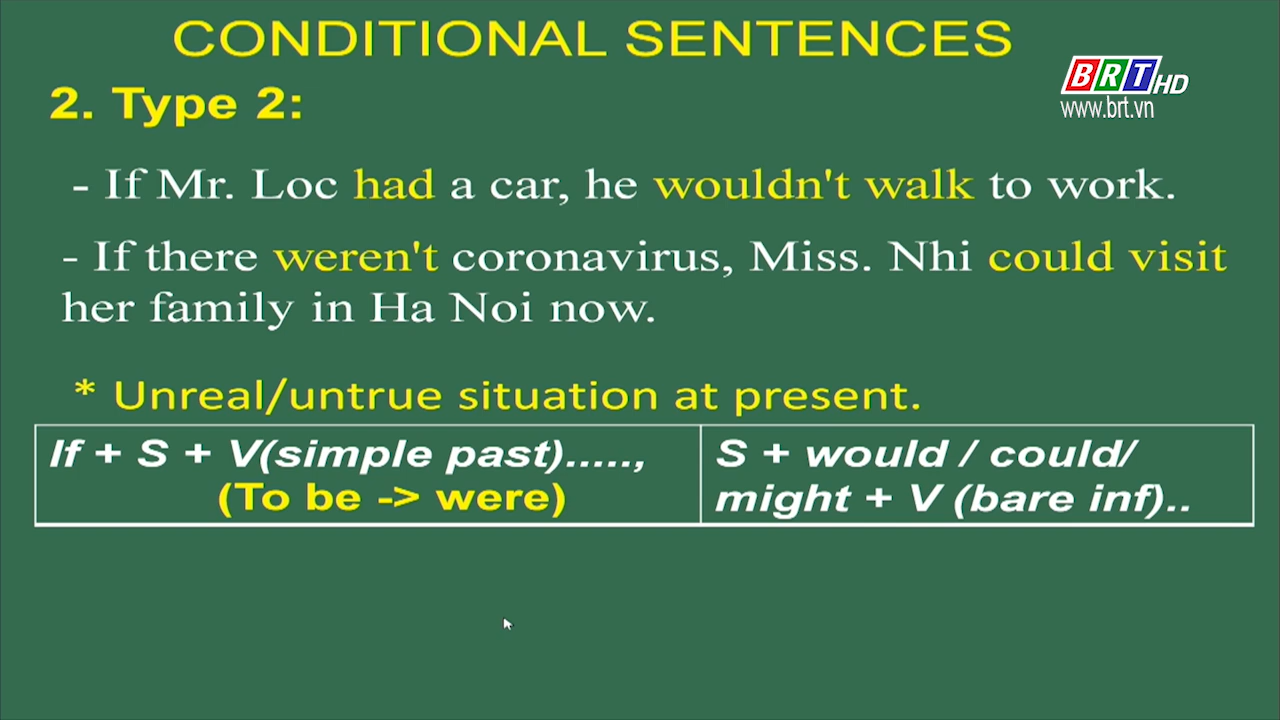 CONDITIONAL SENTENCES
BRT HD
www.brt.vn
2. Type 2:
- If Mr. Loc had a car, he wouldn't walk to work.
- If there weren't coronavirus, Miss. Nhi could visit
her family in Ha Noi now.
* Unreal/untrue situation at present.
If + S + V(simple past).....,
(To be -> were)
S + would / could/
might + V (bare inf)..